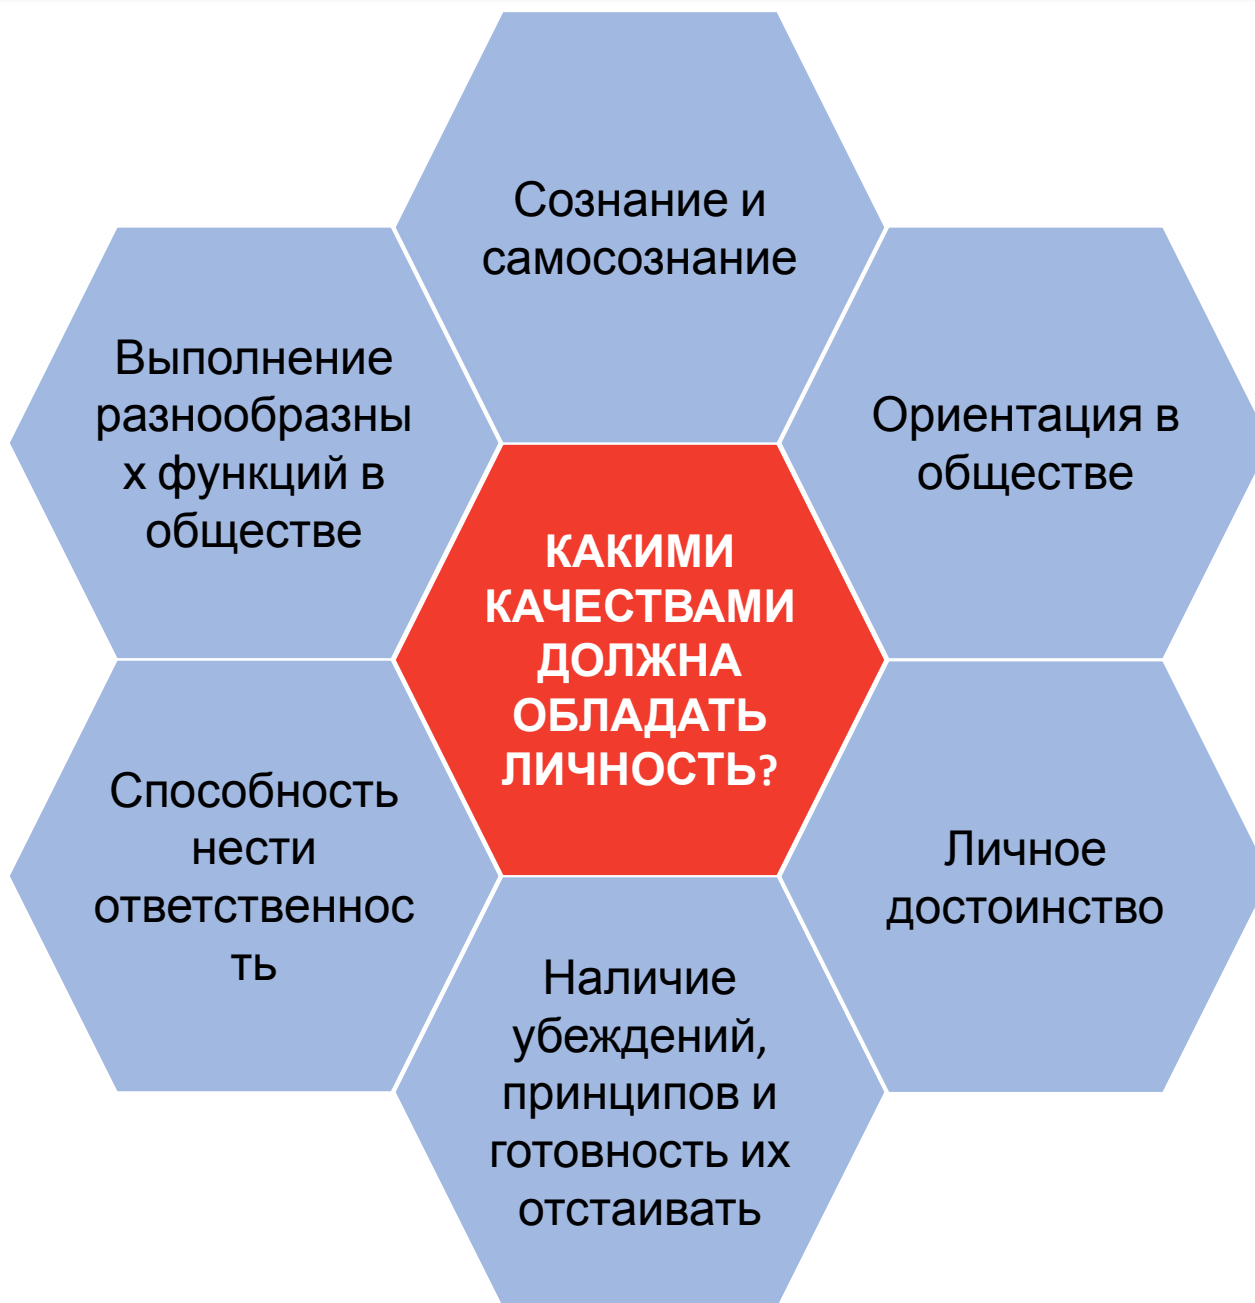 Сознание и
самосознание
Выполнение
разнообразны
х функций в
обществе
Ориентация в
обществе
КАКИМИ
КАЧЕСТВАМИ
ДОЛЖНА
ОБЛАДАТЬ
ЛИЧНОСТЬ?
Способность
нести
ответственнос
ть
Личное
достоинство
Наличие
убеждений,
принципов и
готовность их
отстаивать